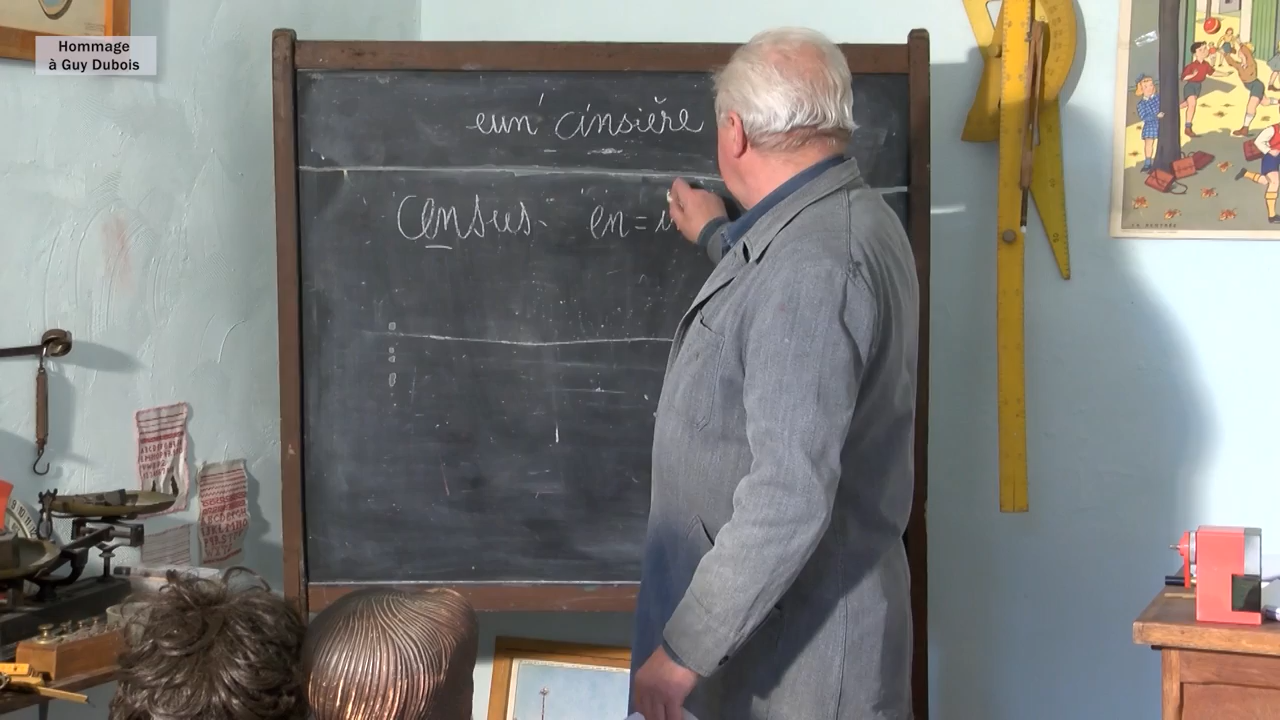 Hommage
à Guy Dubois
eun' cinsière
Census. en = i